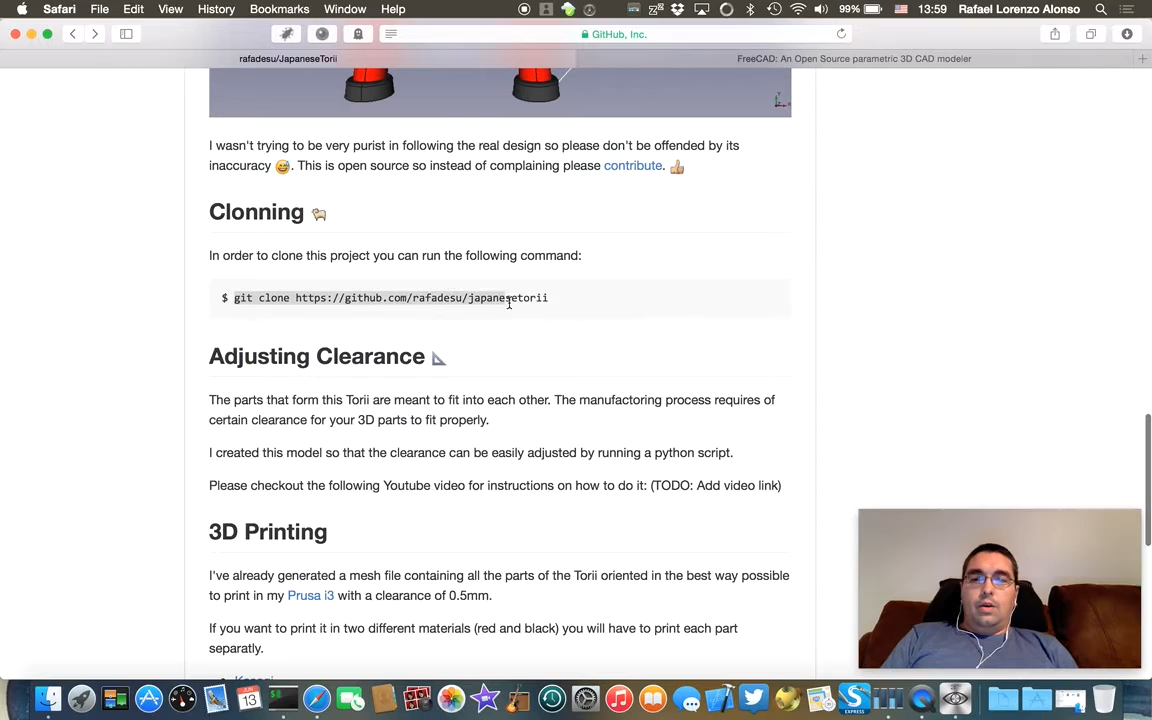 Safari File Edit View History Bookmarks Window Help 99% 13:59 Rafael Lorenzo Alonso
GitHub, Inc.
rafadesu/JapaneseTorii FreeCAD: An Open Source parametric 3D CAD modeler
I wasn't trying to be very purist in following the real design so please don't be offended by its
inaccuracy 😅. This is open source so instead of complaining please contribute. 👍
Clonning 🐑
In order to clone this project you can run the following command:
$ git clone https://github.com/rafadesu/japanesetorii
Adjusting Clearance 📐
The parts that form this Torii are meant to fit into each other. The manufactoring process requires of
certain clearance for your 3D parts to fit properly.
I created this model so that the clearance can be easily adjusted by running a python script.
Please checkout the following Youtube video for instructions on how to do it: (TODO: Add video link)
3D Printing
I've already generated a mesh file containing all the parts of the Torii oriented in the best way possible
to print in my Prusa i3 with a clearance of 0.5mm.
If you want to print it in two different materials (red and black) you will have to print each part
separatly.
JUN
13
EXPRESS